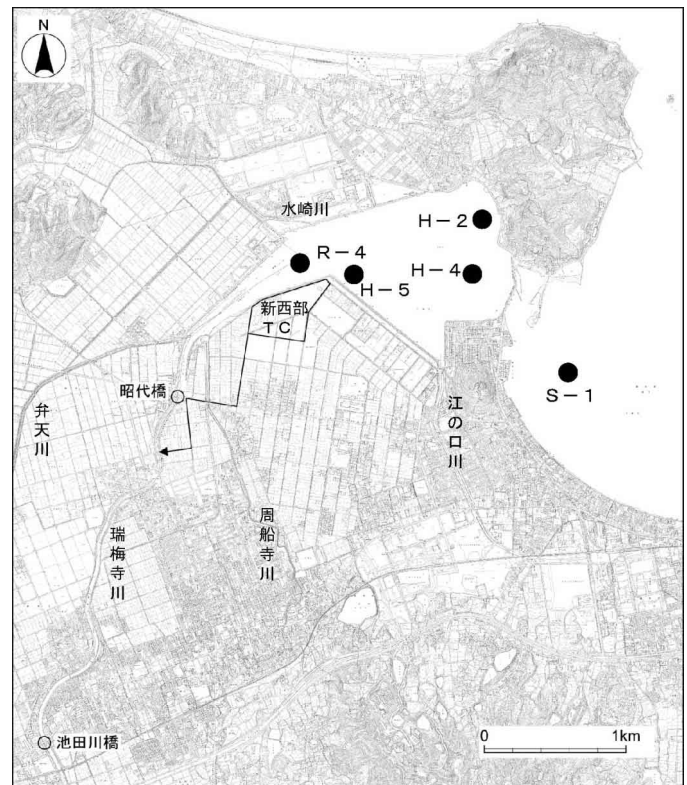 N
水崎川
H-2
R-4
H-4
H-5
新西部
TC
昭代橋
S-1
弁天川
江の口川
周船寺川
瑞梅寺川
0 1km
池田川橋